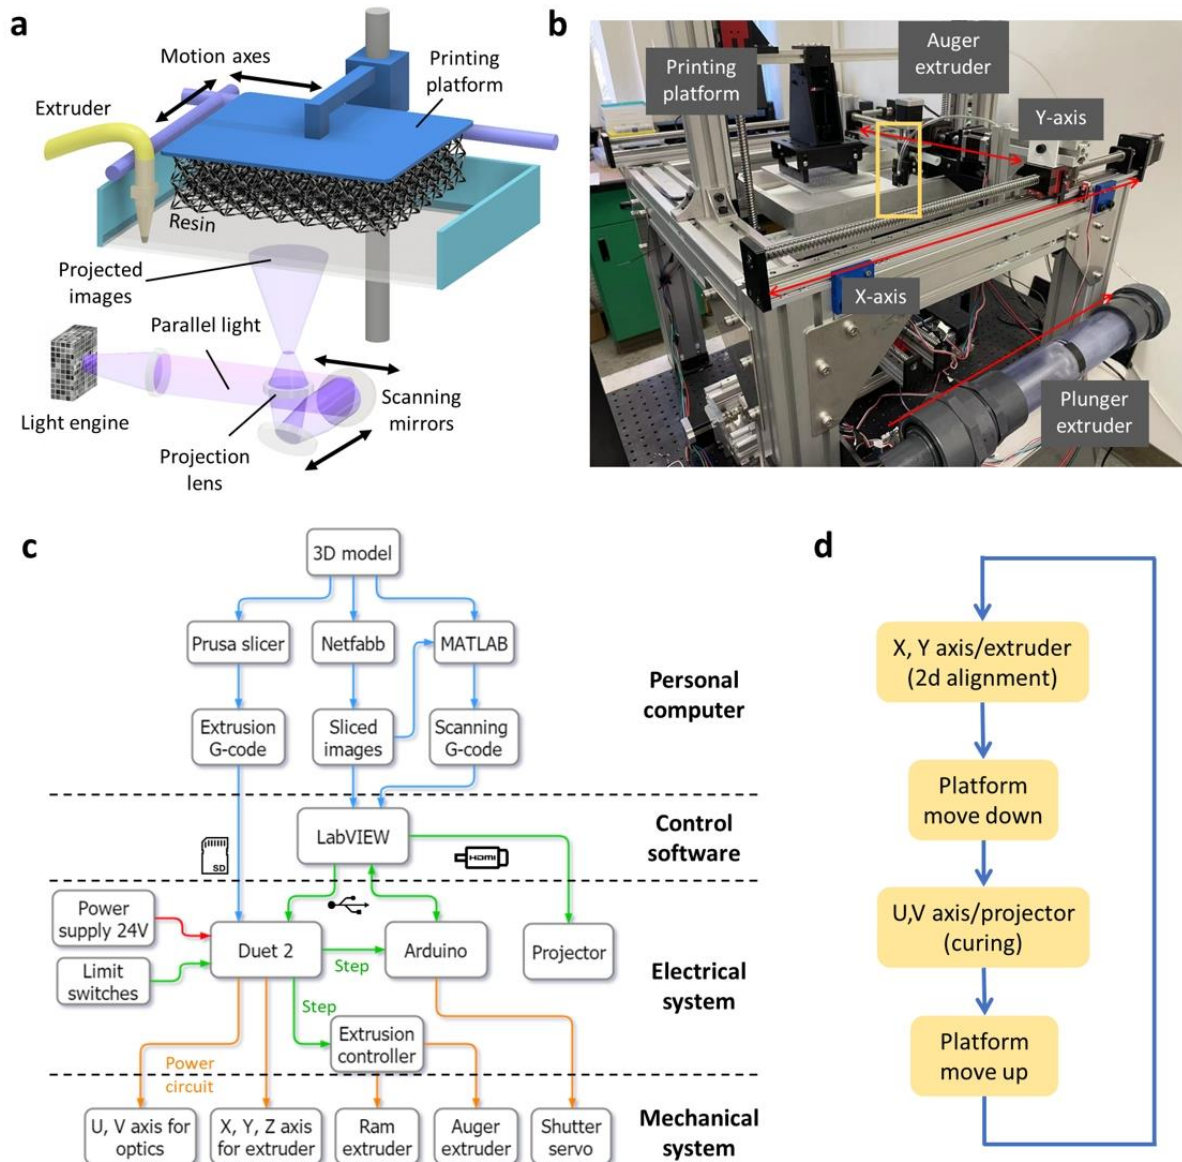 a
Motion axes
Printing
platform
Extruder
Resin
Projected
images
Parallel light
Light engine
Scanning
mirrors
Projection
lens
b
Printing
platform
Auger
extruder
Y-axis
X-axis
Plunger
extruder
c
3D model
Prusa slicer
Netfabb
MATLAB
Extrusion
G-code
Sliced
images
Scanning
G-code
Personal
computer
LabVIEW
SD
HDMI
Control
software
Power
supply 24V
Limit
switches
Duet 2
Step
Arduino
Projector
Step
Extrusion
controller
Electrical
system
Power
circuit
U, V axis for
optics
X, Y, Z axis
for extruder
Ram
extruder
Auger
extruder
Shutter
servo
Mechanical
system
d
X, Y axis/extruder
(2d alignment)
Platform
move down
U,V axis/projector
(curing)
Platform
move up